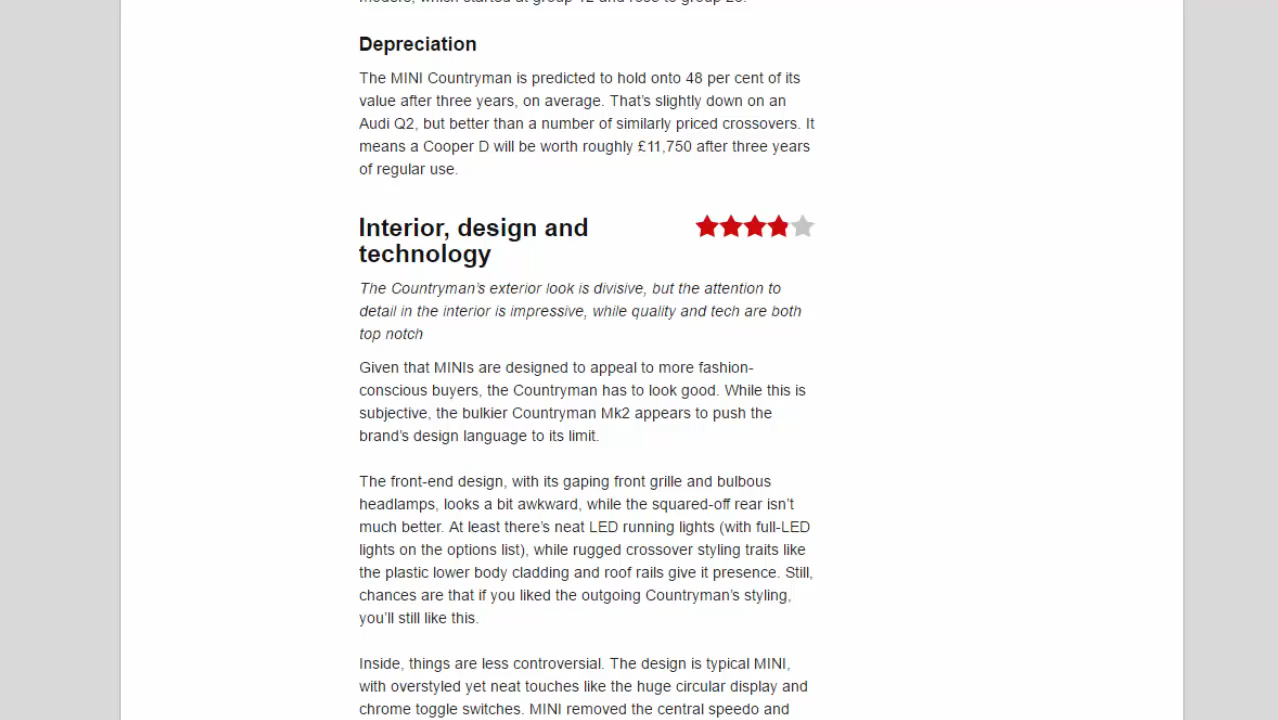 Depreciation
The MINI Countryman is predicted to hold onto 48 per cent of its
value after three years, on average. That’s slightly down on an
Audi Q2, but better than a number of similarly priced crossovers. It
means a Cooper D will be worth roughly £11,750 after three years
of regular use.
Interior, design and
technology
The Countryman’s exterior look is divisive, but the attention to
detail in the interior is impressive, while quality and tech are both
top notch
Given that MINIs are designed to appeal to more fashion-
conscious buyers, the Countryman has to look good. While this is
subjective, the bulkier Countryman Mk2 appears to push the
brand’s design language to its limit.
The front-end design, with its gaping front grille and bulbous
headlamps, looks a bit awkward, while the squared-off rear isn’t
much better. At least there’s neat LED running lights (with full-LED
lights on the options list), while rugged crossover styling traits like
the plastic lower body cladding and roof rails give it presence. Still,
chances are that if you liked the outgoing Countryman’s styling,
you’ll still like this.
Inside, things are less controversial. The design is typical MINI,
with overstyled yet neat touches like the huge circular display and
chrome toggle switches. MINI removed the central speedo and